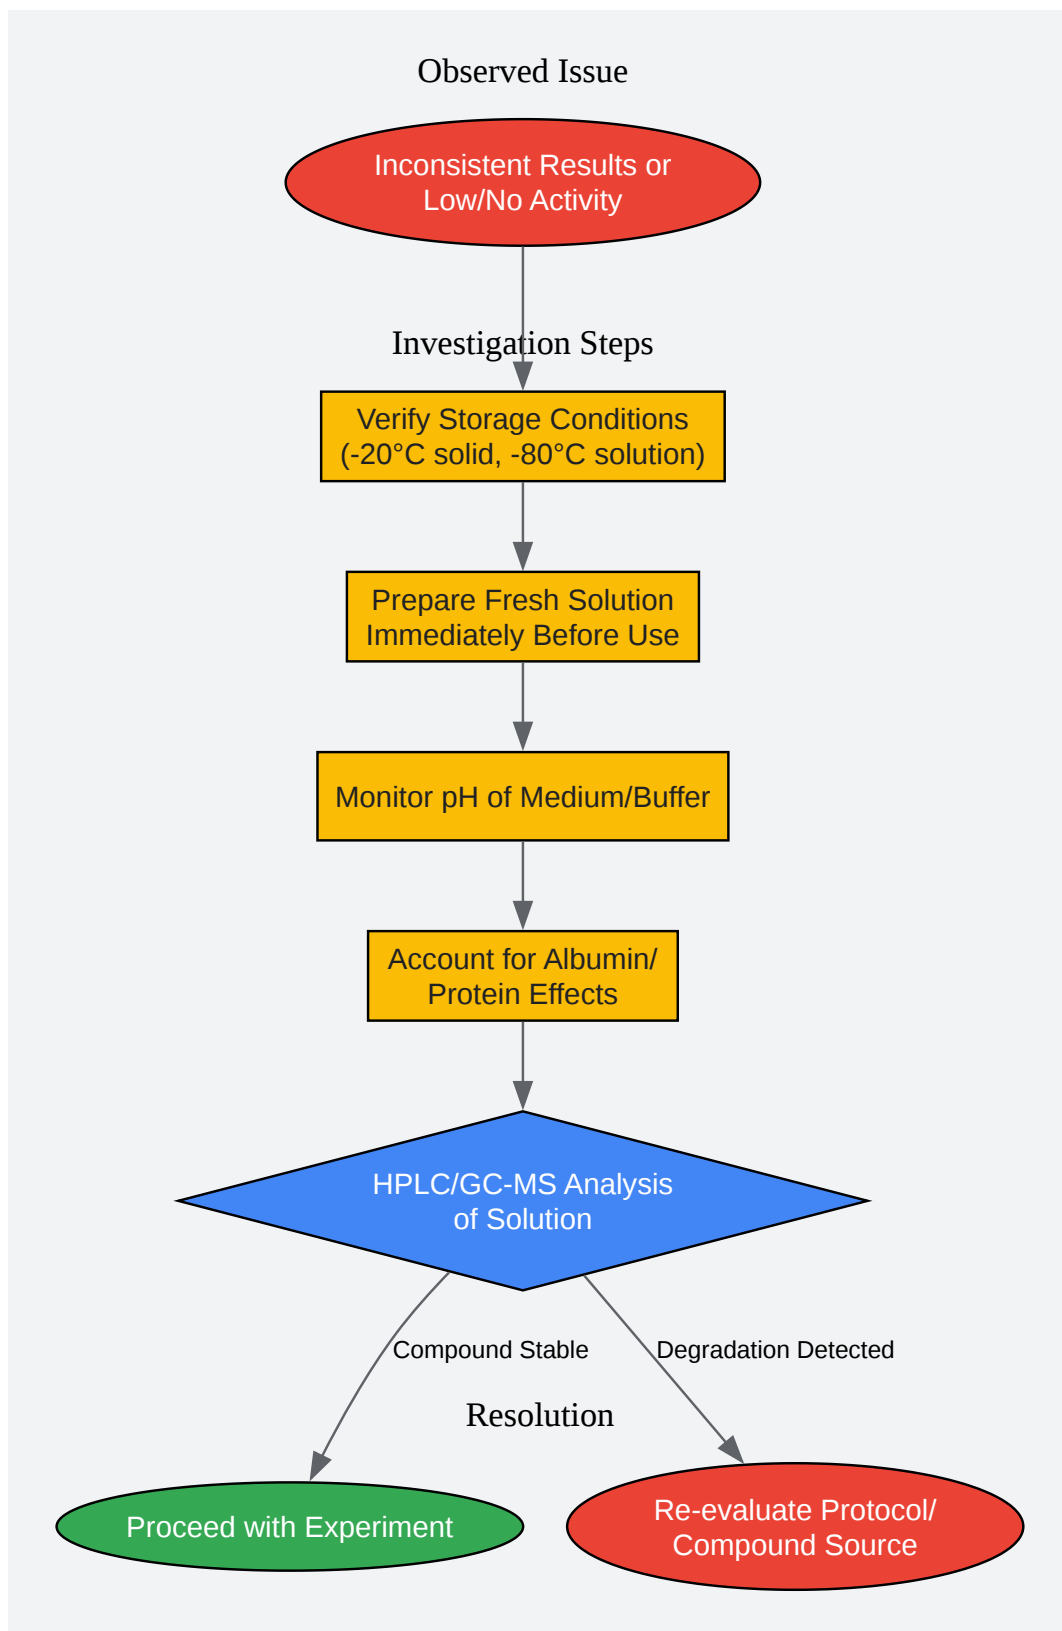 Observed Issue
Inconsistent Results or
Low/No Activity
Investigation Steps
Verify Storage Conditions
(-20°C solid, -80°C solution)
Prepare Fresh Solution
Immediately Before Use
Monitor pH of Medium/Buffer
Account for Albumin/
Protein Effects
HPLC/GC-MS Analysis
of Solution
Compound Stable
Degradation Detected
Resolution
Proceed with Experiment
Re-evaluate Protocol/
Compound Source